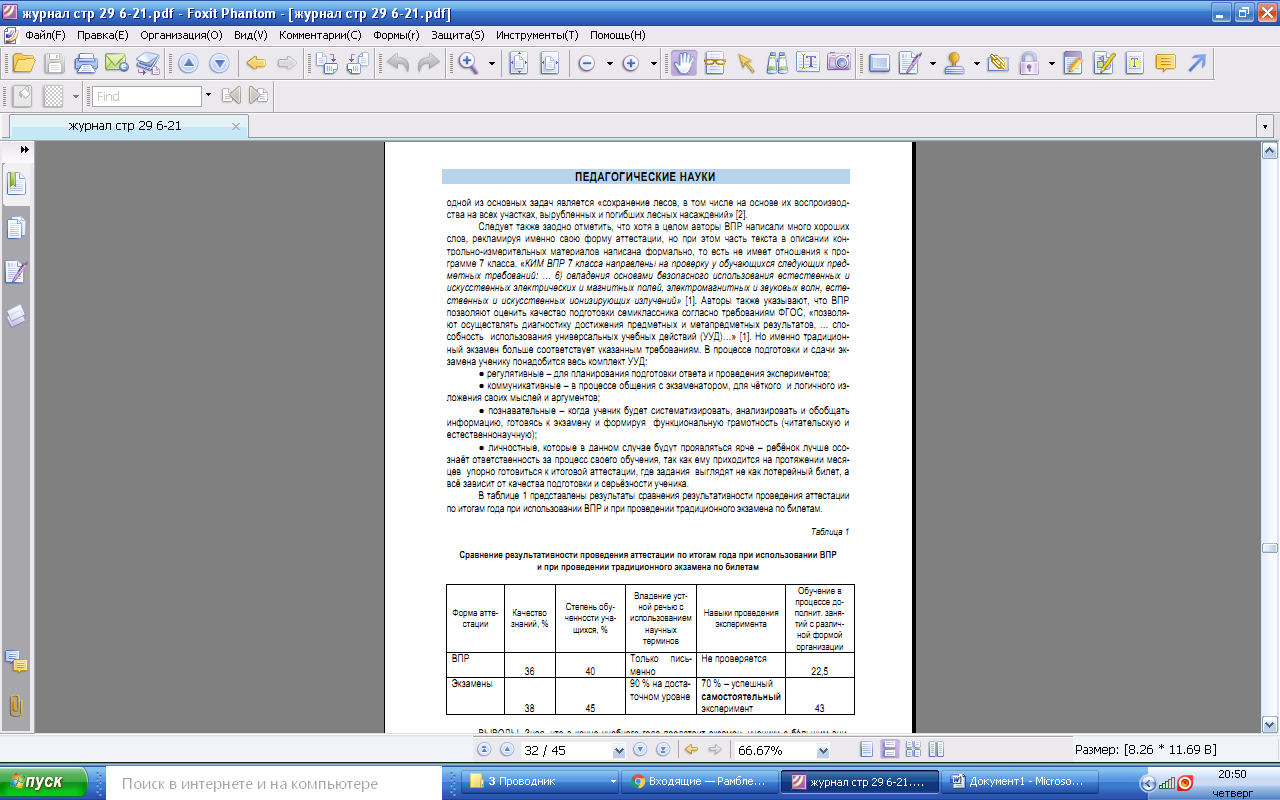 журнал стр 29 6-21.pdf - Foxit Phantom - [журнал стр 29 6-21.pdf]
Файл(F) Правка(E) Организация(O) Вид(V) Комментарии(C) Формы(r) Защита(S) Инструменты(T) Помощь(H)
Find
журнал стр 29 6-21
ПЕДАГОГИЧЕСКИЕ НАУКИ
одной из основных задач является «сохранение лесов, в том числе на основе их воспроизвод-
ства на всех участках, вырубленных и погибших лесных насаждений» [2].
Следует также заодно отметить, что хотя в целом авторы ВПР написали много хороших
слов, рекламируя именно свою форму аттестации, но при этом часть текста в описании кон-
трольно-измерительных материалов написана формально, то есть не имеет отношения к про-
грамме 7 класса. «КИМ ВПР 7 класса направлены на проверку у обучающихся следующих пред-
метных требований: ... 6) овладения основами безопасного использования естественных и
искусственных электрических и магнитных полей, электромагнитных и звуковых волн, есте-
ственных и искусственных ионизирующих излучений» [1]. Авторы также указывают, что ВПР
позволяют оценить качество подготовки семиклассника согласно требованиям ФГОС, «позволя-
ют осуществлять диагностику достижения предметных и метапредметных результатов, ... спо-
собность использования универсальных учебных действий (УУД)...» [1]. Но именно традицион-
ный экзамен больше соответствует указанным требованиям. В процессе подготовки и сдачи эк-
замена ученику понадобится весь комплект УУД:
● регулятивные – для планирования подготовки ответа и проведения экспериментов;
● коммуникативные – в процессе общения с экзаменатором, для чёткого и логичного из-
ложения своих мыслей и аргументов;
● познавательные – когда ученик будет систематизировать, анализировать и обобщать
информацию, готовясь к экзамену и формируя функциональную грамотность (читательскую и
естественнонаучную);
● личностные, которые в данном случае будут проявляться ярче – ребёнок лучше осо-
знаёт ответственность за процесс своего обучения, так как ему приходится на протяжении меся-
цев упорно готовиться к итоговой аттестации, где задания выглядят не как лотерейный билет, а
всё зависит от качества подготовки и серьёзности ученика.
В таблице 1 представлены результаты сравнения результативности проведения аттестации
по итогам года при использовании ВПР и при проведении традиционного экзамена по билетам.
Таблица 1
Сравнение результативности проведения аттестации по итогам года при использовании ВПР
и при проведении традиционного экзамена по билетам
Форма атте-
стации
Качество
знаний, %
Степень обу-
ченности уча-
щихся, %
Владение уст-
ной речью с
использованием
научных
терминов
Навыки проведения
эксперимента
Обучение в
процессе до-
полнит. заня-
тий с различ-
ной формой
организации
ВПР
36
40
Только пись-
менно
Не проверяется
22,5
Экзамены
38
45
90 % на доста-
точном уровне
70 % – успешный
самостоятельный
эксперимент
43
32 / 45 66.67% Размер: [8.26 * 11.69 В]
пуск
Поиск в интернете и на компьютере
3 Проводник
Входящие — Рамбле...
журнал стр 29 6-21....
Документ1 - Microso...
20:50
четверг